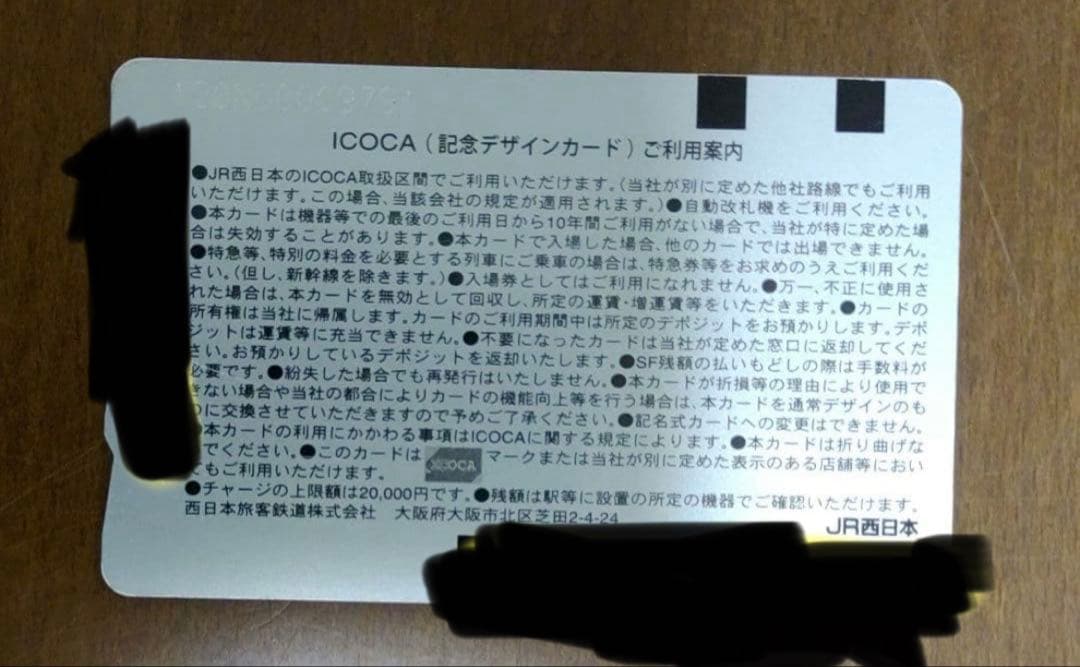 ICOCA（記念デザインカード）ご利用案内
●JR西日本のICOCA取扱区間でご利用いただけます。（当社が別に定めた他社路線でもご利用
いただけます。この場合、当該会社の規定が適用されます。）●自動改札機をご利用ください。
●本カードは機器等での最後のご利用日から10年間ご利用がない場合で、当社が特に定めた場
合は失効することがあります。●本カードで入場した場合、他のカードでは出場できません。
●特急等、特別の料金を必要とする列車にご乗車の場合は、特急券等をお求めのうえご利用くだ
さい。（但し、新幹線を除きます。）●入場券としてはご利用になれません。●万一、不正に使用さ
れた場合は、本カードを無効として回収し、所定の運賃・増運賃等をいただきます。●カードの
所有権は当社に帰属します。カードのご利用期間中は所定のデポジットをお預かりします。デポ
ジットは運賃等に充当できません。●不要になったカードは当社が定めた窓口に返却してくだ
さい。お預かりしているデポジットを返却いたします。●SF残額の払いもどしの際は手数料が
必要です。●紛失した場合でも再発行はいたしません。●本カードが折損等の理由により使用で
きない場合や当社の都合によりカードの機能向上等を行う場合は、本カードを通常デザインのも
のに交換させていただきますので予めご了承ください。●記名式カードへの変更はできません。
●本カードの利用にかかわる事項はICOCAに関する規定によります。●本カードは折り曲げな
でください。●このカードは ICOCA マークまたは当社が別に定めた表示のある店舗等におい
てもご利用いただけます。
●チャージの上限額は20,000円です。●残額は駅等に設置の所定の機器でご確認いただけます。
西日本旅客鉄道株式会社 大阪府大阪市北区芝田2-4-24
JR西日本